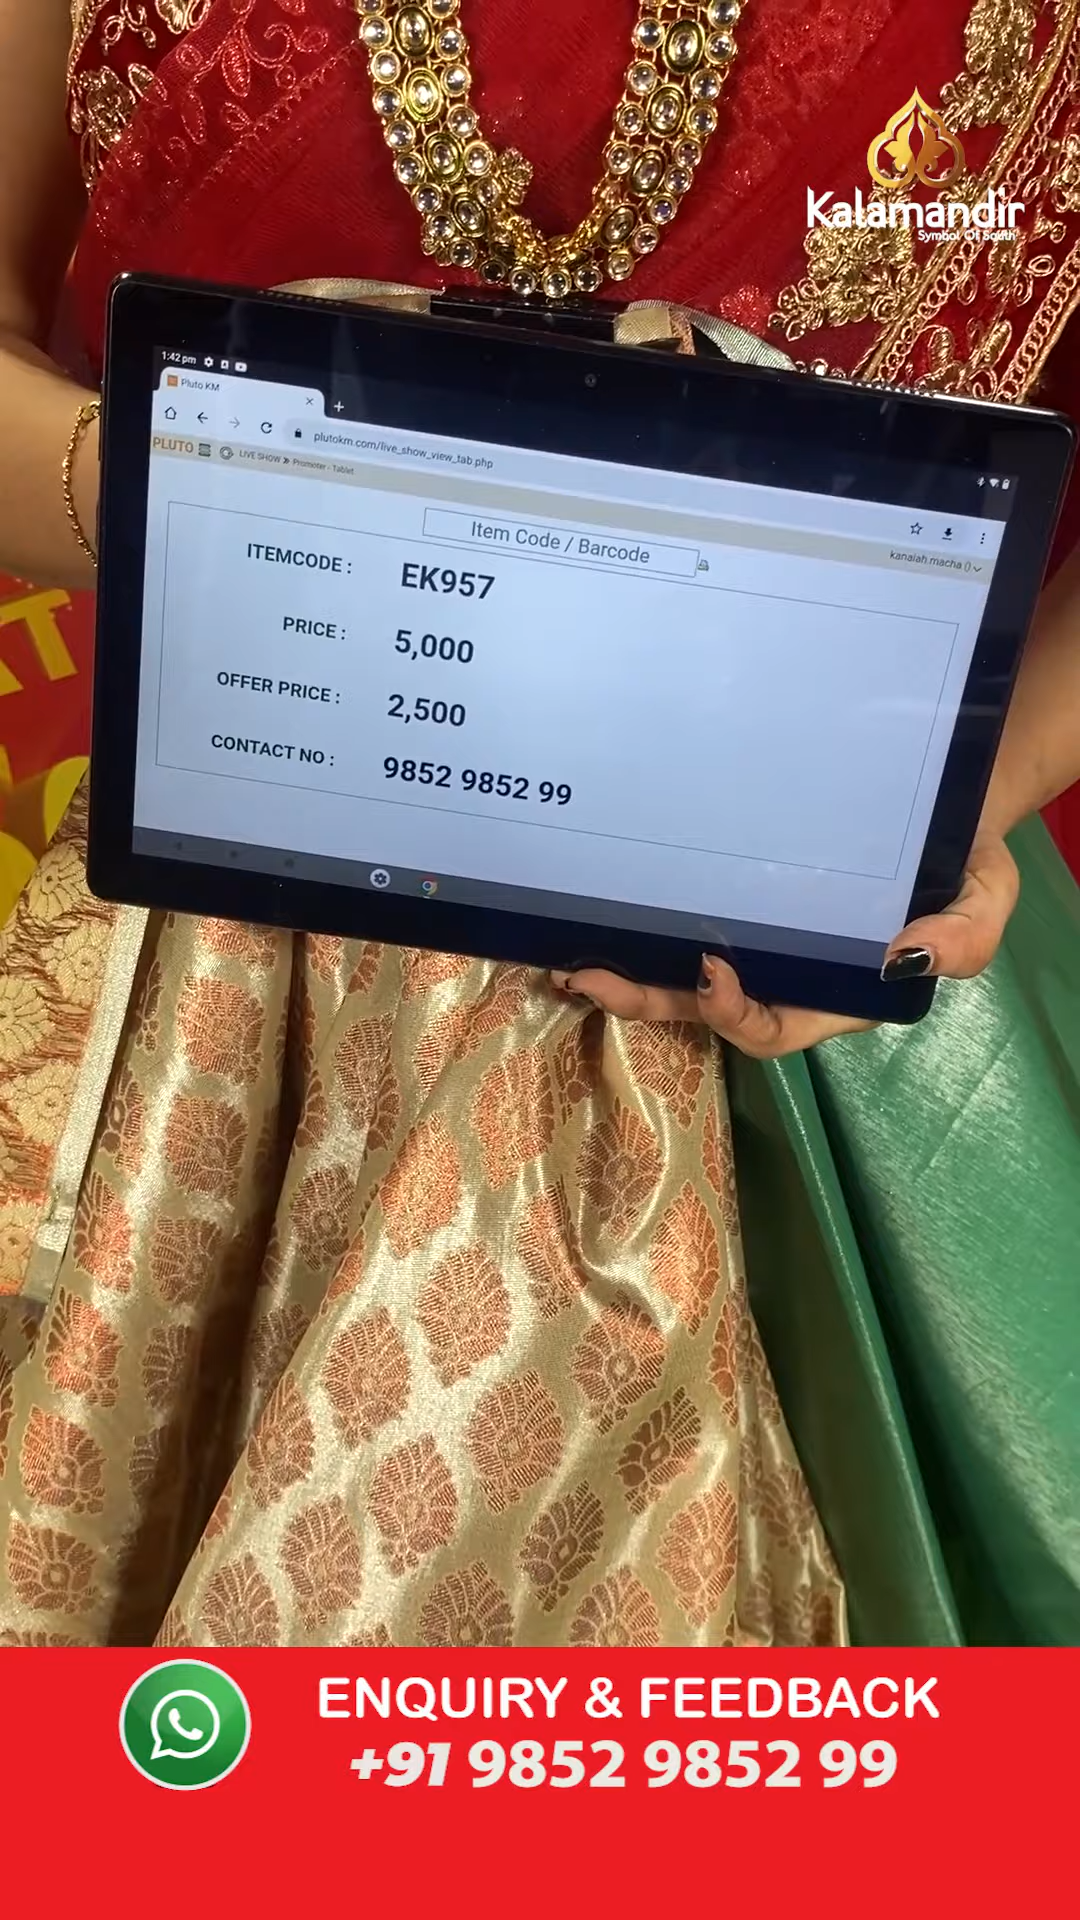 Kalamandir
Symbol Of South
1:42 pm
Pluto KM
plutokm.com/live_show_view_tab.php
PLUTO
LIVE SHOW » Promoter - Tablet
kanaiah.macha ()
Item Code / Barcode
ITEMCODE : EK957
PRICE : 5,000
OFFER PRICE : 2,500
CONTACT NO : 9852 9852 99
ENQUIRY & FEEDBACK
+91 9852 9852 99